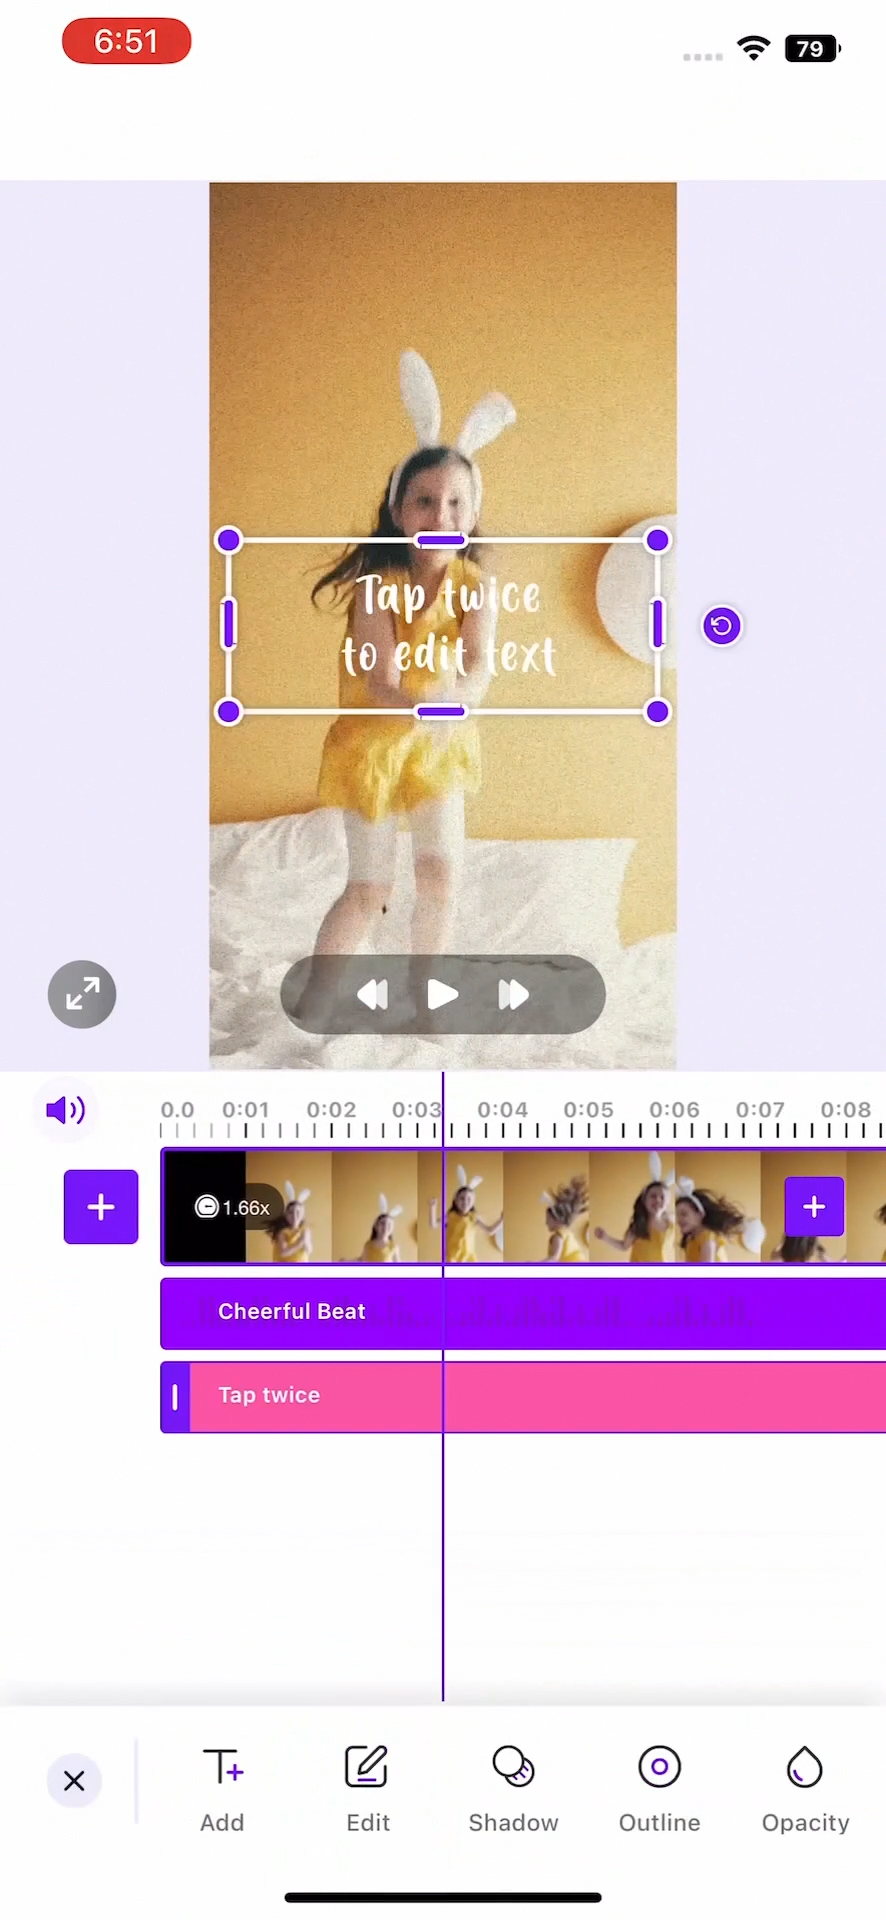 6:51
79
Tap twice
to edit text
0.0 0:01 0:02 0:03 0:04 0:05 0:06 0:07 0:08
1.66x
Cheerful Beat
Tap twice
Add Edit Shadow Outline Opacity